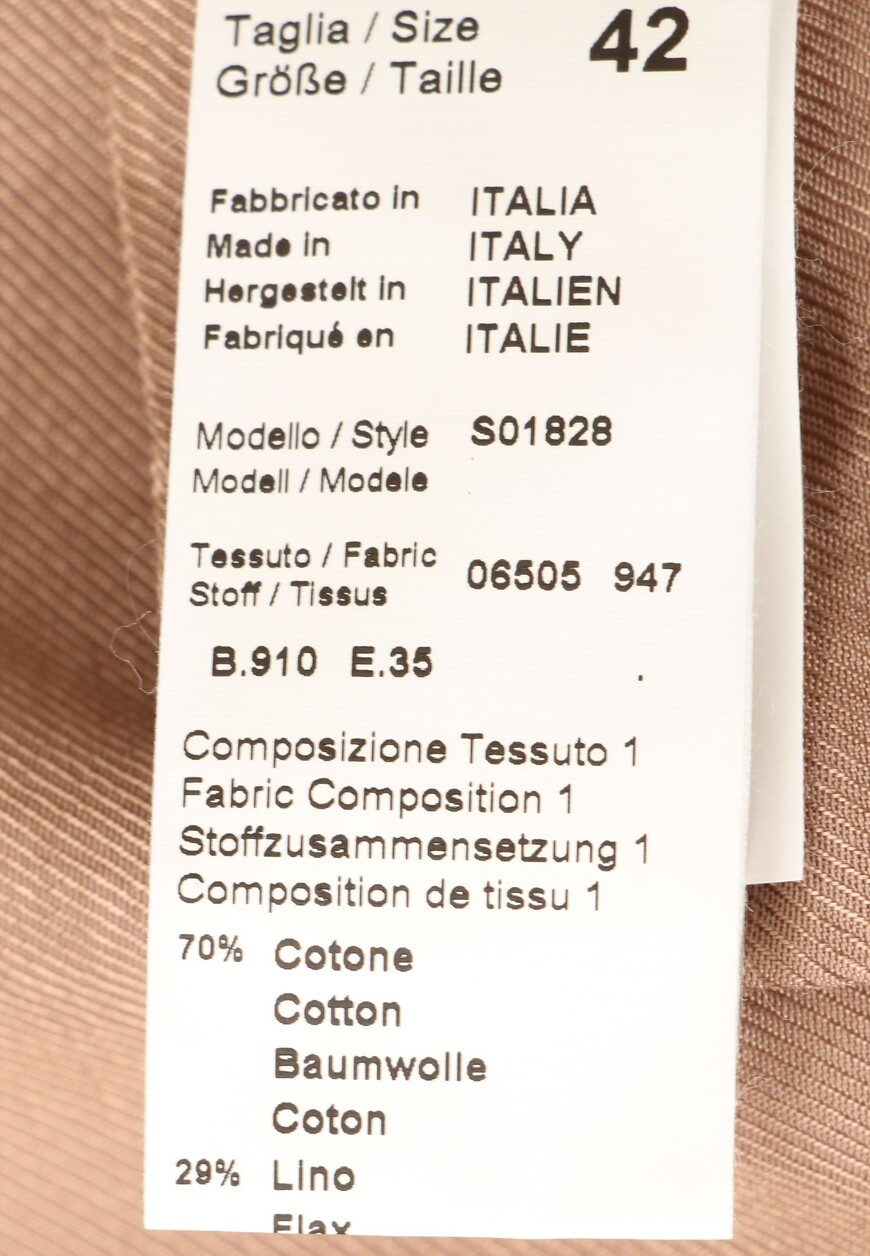 Taglia / Size 42
Größe / Taille
Fabbricato in ITALIA
Made in ITALY
Hergestelt in ITALIEN
Fabriqué en ITALIE
Modello / Style S01828
Modell / Modele
Tessuto / Fabric 06505 947
Stoff / Tissus
B.910 E.35
Composizione Tessuto 1
Fabric Composition 1
Stoffzusammensetzung 1
Composition de tissu 1
70% Cotone
Cotton
Baumwolle
Coton
29% Lino
Flax